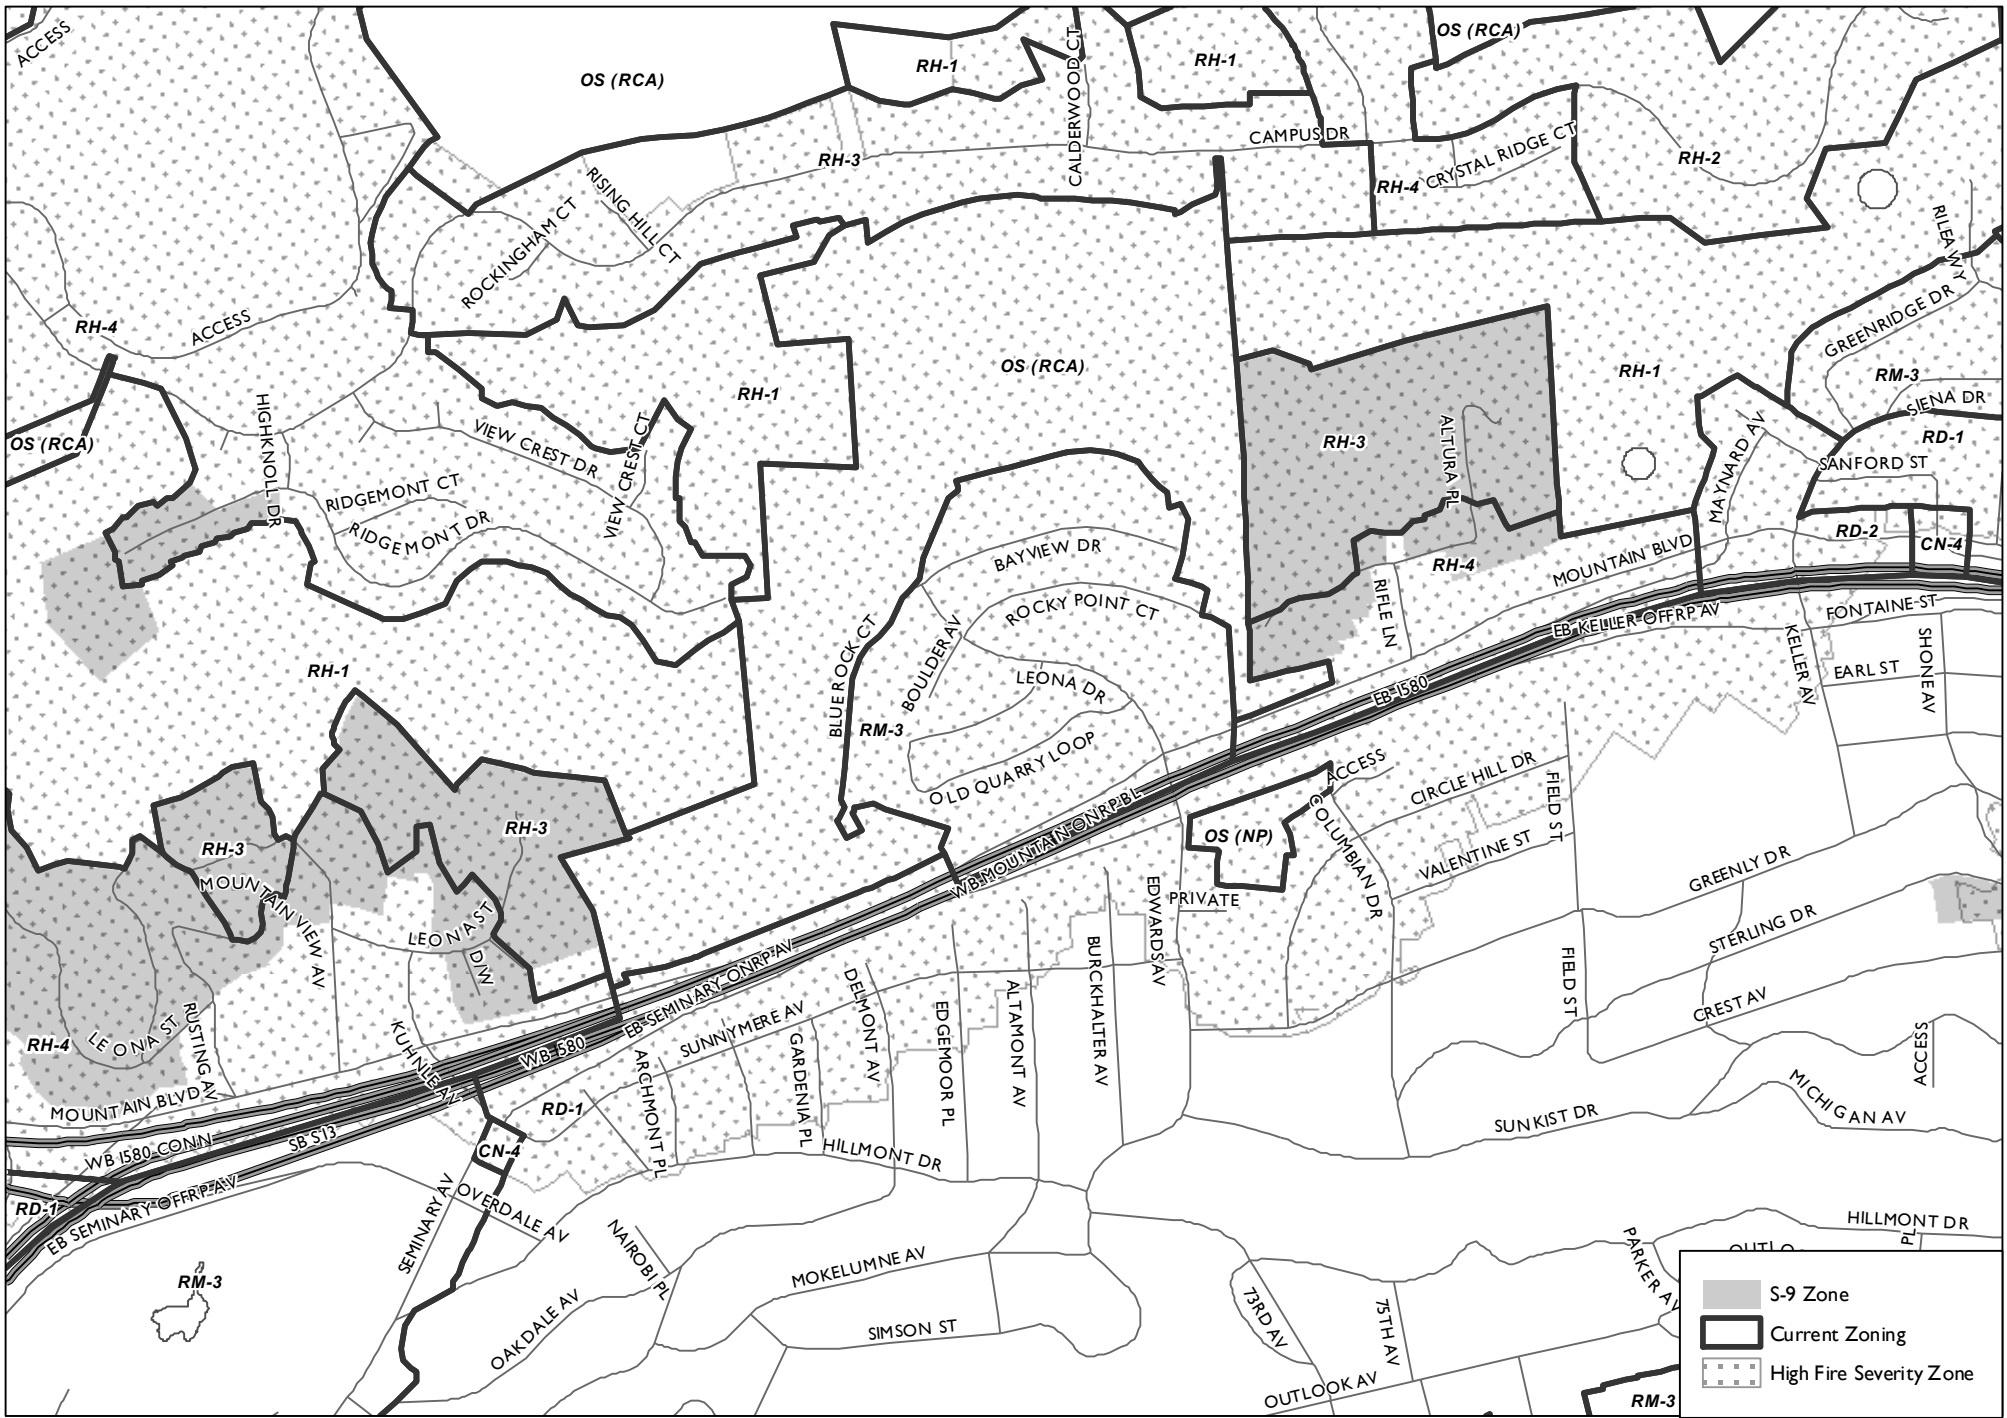 ACCESS
OS (RCA)
RH-1
CALDERWOOD CT
RH-1
OS (RCA)
RH-3
CAMPUS DR
RH-4
CRYSTAL RIDGE CT
RH-2
RISING HILL CT
ROCKINGHAM CT
RILEA WY
RH-4
ACCESS
GREENRIDGE DR
OS (RCA)
RH-1
RH-1
RM-3
SIENA DR
OS (RCA)
HIGHKNOLL DR
VIEW CREST DR
VIEW CREST CT
RH-3
ALTURA PL
MAYNARD AV
RD-1
SANFORD ST
RIDGEMONT CT
RIDGEMONT DR
BAYVIEW DR
RD-2
CN-4
RH-4
MOUNTAIN BLVD
ROCKY POINT CT
RIFLE LN
EB KELLER OFFRP AV
FONTAINE ST
KELLER AV
SHONE AV
EARL ST
RH-1
BLUE ROCK CT
BOULDER AV
LEONA DR
EB I580
RM-3
OLD QUARRY LOOP
ACCESS
CIRCLE HILL DR
FIELD ST
WB MOUNTAIN ONRP BL
OS (NP)
COLUMBIAN DR
VALENTINE ST
RH-3
RH-3
GREENLY DR
MOUNTAIN VIEW AV
EDWARDS AV
PRIVATE
LEONA ST
D/W
STERLING DR
EB SEMINARY ONRP AV
BURCKHALTER AV
FIELD ST
DELMONT AV
EDGEMOOR PL
ALTAMONT AV
CREST AV
RH-4
LEONA ST
RUSTING AV
KUHNLE AV
WB I580
SUNNYMERE AV
ARCHMONT PL
GARDENIA PL
ACCESS
MOUNTAIN BLVD
RD-1
MICHIGAN AV
SUNKIST DR
WB I580 CONN
SB S13
CN-4
HILLMONT DR
RD-1
EB SEMINARY OFFRP AV
SEMINARY AV
OVERDALE AV
NAIROBI PL
HILLMONT DR
PL
PARKER AV
RM-3
MOKELUMNE AV
73RD AV
75TH AV
OAKDALE AV
SIMSON ST
OUTLOOK AV
RM-3
S-9 Zone
Current Zoning
High Fire Severity Zone